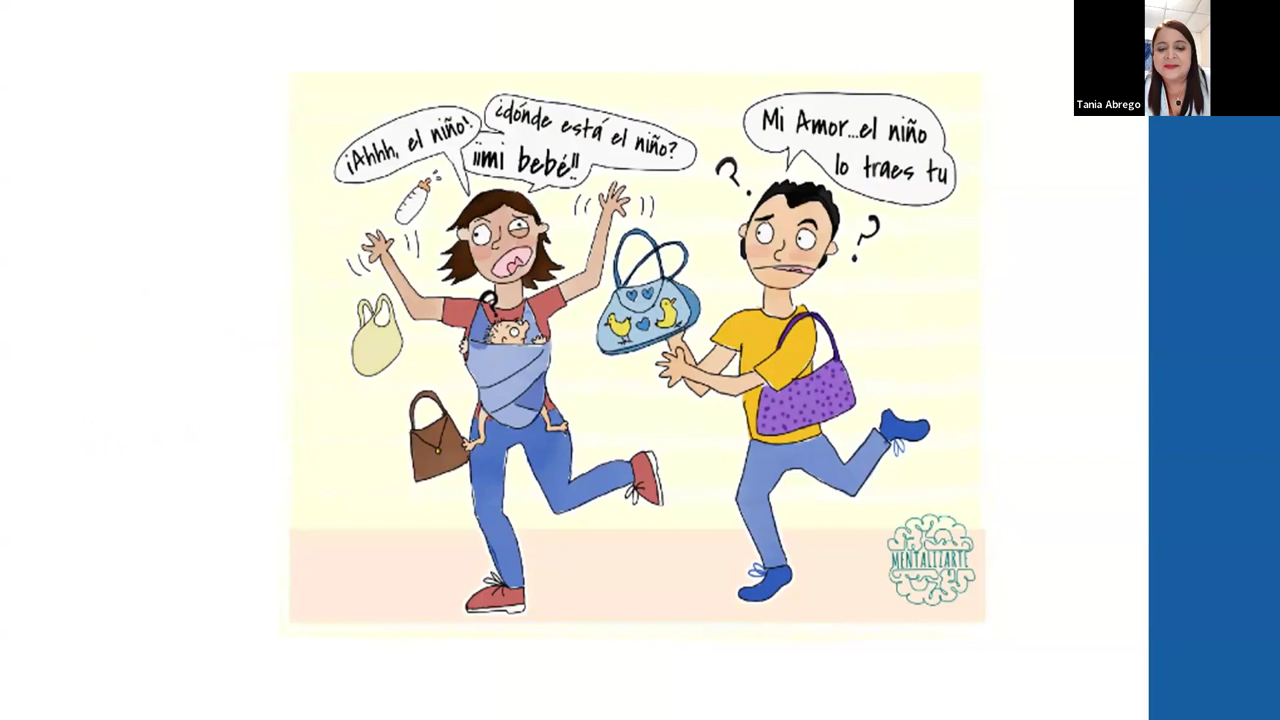 ¡Ahhh, el niño!
¿dónde está el niño?
¡¡mi bebé!!
Mi Amor...el niño
lo traes tu
?
?
MENTALIZARTE
Tania Abrego